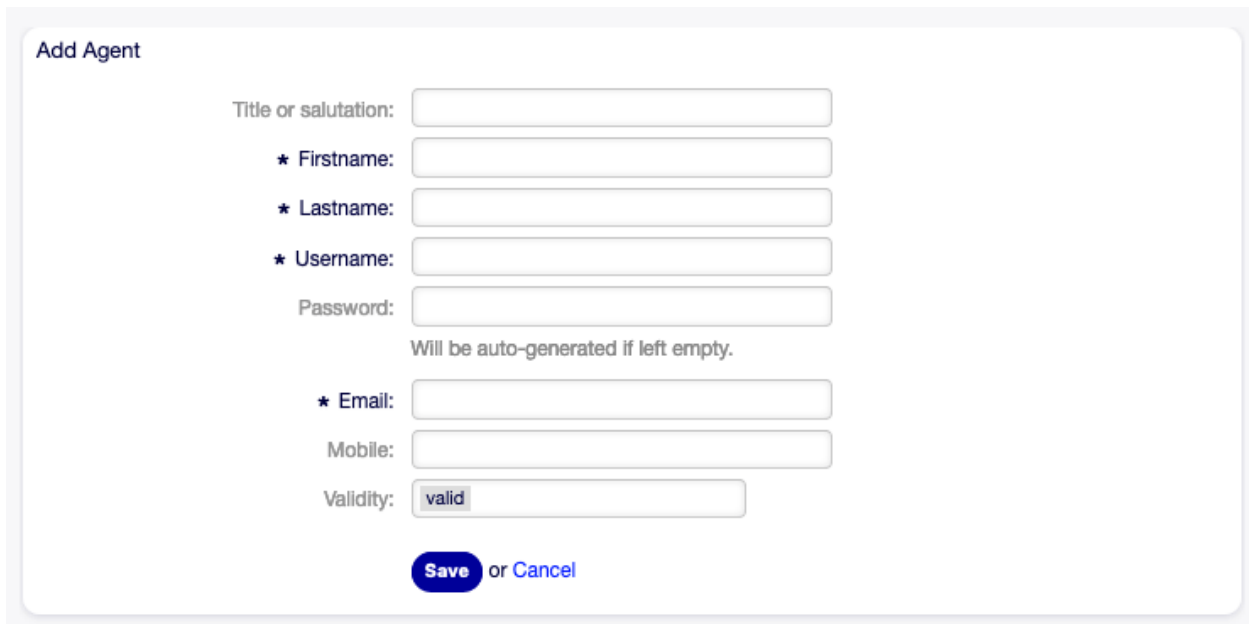 Add Agent
Title or salutation:
★ Firstname:
★ Lastname:
★ Username:
Password:
Will be auto-generated if left empty.
★ Email:
Mobile:
Validity: valid
Save or Cancel